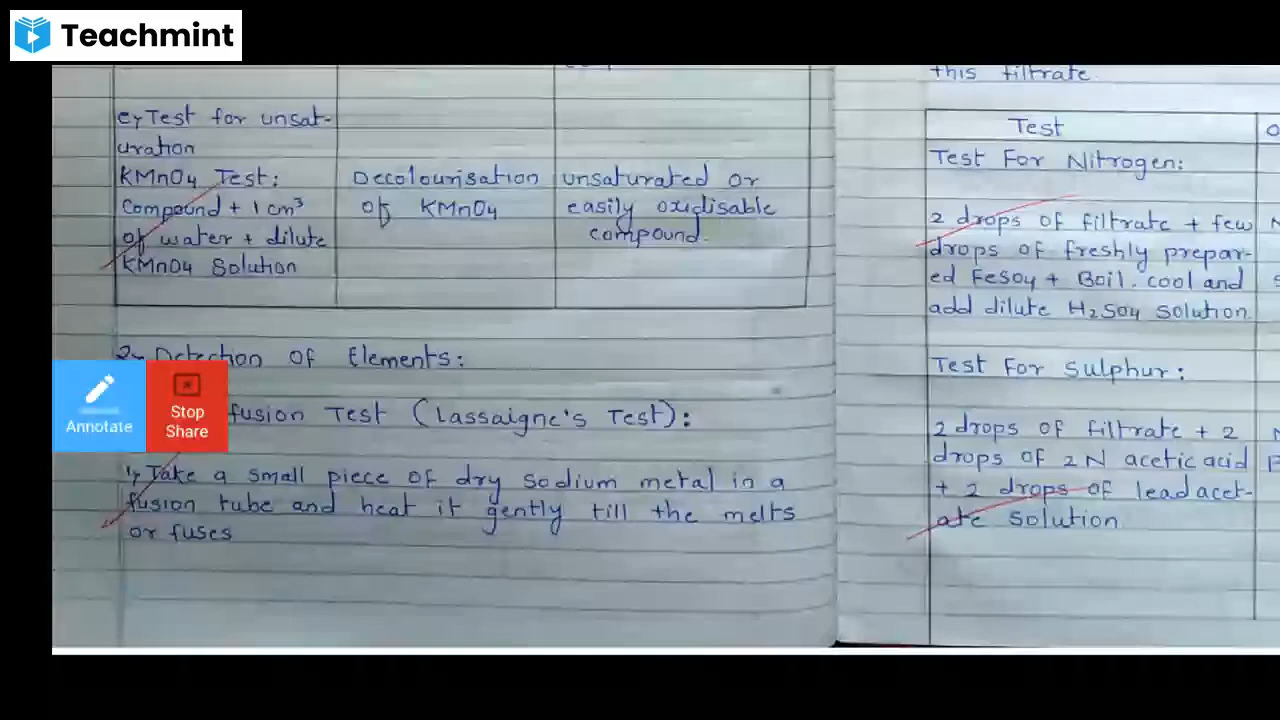 Teachmint
e, Test for unsat-
uration
KMnO4 Test:
Compound + 1 cm³
of water + dilute
KMnO4 Solution
Decolourisation
of KMnO4
unsaturated or
easily oxidisable
compound.
2, Detection of Elements:
fusion Test (Lassaigne's Test):
1, Take a small piece of dry sodium metal in a
fusion tube and heat it gently till the melts
or fuses
Annotate
Stop
Share
this filtrate
Test
Test For Nitrogen:
2 drops of filtrate + few
drops of freshly prepar-
ed FeSO4 + Boil, cool and
add dilute H2SO4 solution.
Test For Sulphur:
2 drops of filtrate + 2
drops of 2N acetic acid
+ 2 drops of lead acet-
ate solution